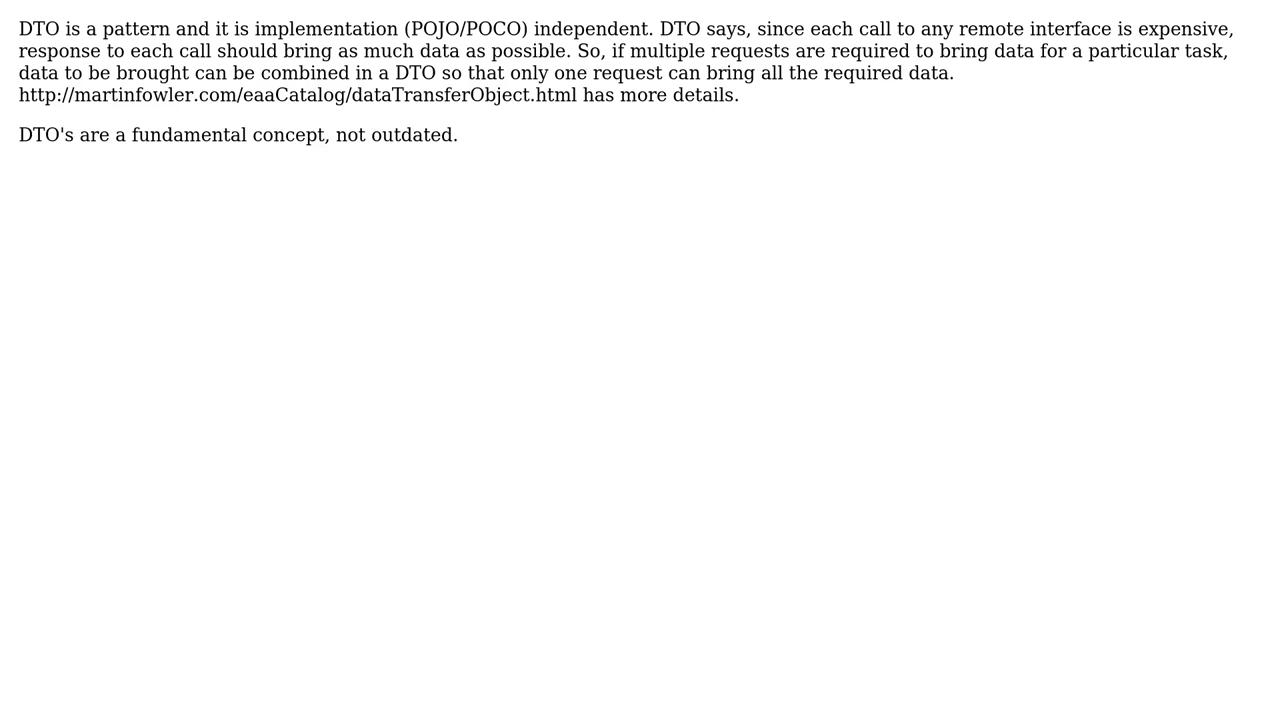 DTO is a pattern and it is implementation (POJO/POCO) independent. DTO says, since each call to any remote interface is expensive,
response to each call should bring as much data as possible. So, if multiple requests are required to bring data for a particular task,
data to be brought can be combined in a DTO so that only one request can bring all the required data.
http://martinfowler.com/eaaCatalog/dataTransferObject.html has more details.
DTO's are a fundamental concept, not outdated.